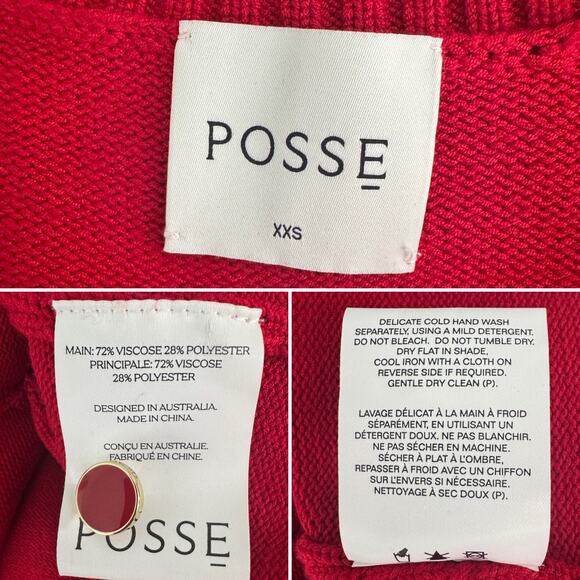 POSSE
XXS
MAIN: 72% VISCOSE 28% POLYESTER
PRINCIPALE: 72% VISCOSE
28% POLYESTER
DESIGNED IN AUSTRALIA.
MADE IN CHINA.
CONÇU EN AUSTRALIE.
FABRIQUÉ EN CHINE.
POSSE
DELICATE COLD HAND WASH
SEPARATELY, USING A MILD DETERGENT.
DO NOT BLEACH. DO NOT TUMBLE DRY.
DRY FLAT IN SHADE,
COOL IRON WITH A CLOTH ON
REVERSE SIDE IF REQUIRED.
GENTLE DRY CLEAN (P).
LAVAGE DÉLICAT À LA MAIN À FROID
SÉPARÉMENT, EN UTILISANT UN
DÉTERGENT DOUX. NE PAS BLANCHIR.
NE PAS SÉCHER EN MACHINE.
SÉCHER À PLAT À L'OMBRE,
REPASSER À FROID AVEC UN CHIFFON
SUR L'ENVERS SI NÉCESSAIRE.
NETTOYAGE À SEC DOUX (P).